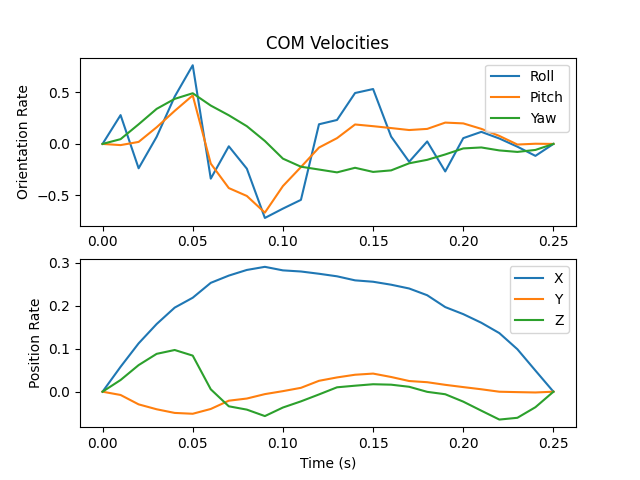 COM Velocities
Orientation Rate
0.5
0.0
−0.5
Roll
Pitch
Yaw
0.00 0.05 0.10 0.15 0.20 0.25
Position Rate
0.3
0.2
0.1
0.0
X
Y
Z
0.00 0.05 0.10 0.15 0.20 0.25
Time (s)